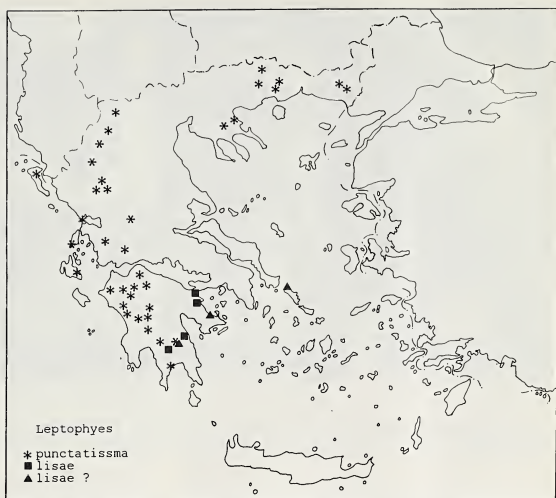 Leptophyes
* punctatissma
■ lisae
▲ lisae ?